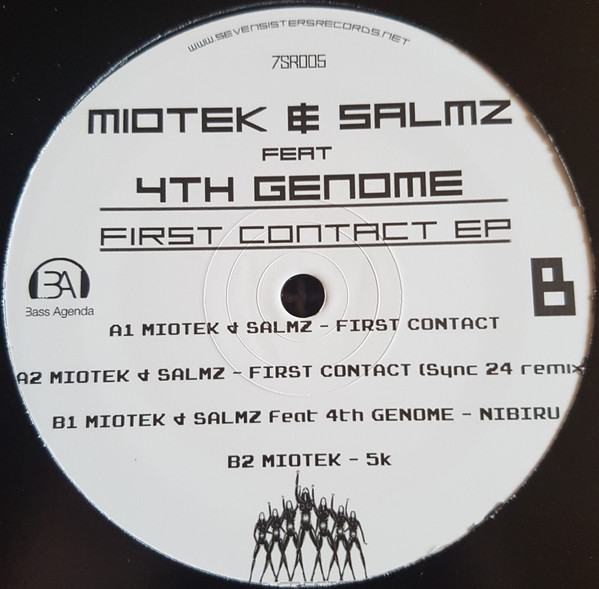 www.sevensistersrecords.net
7SR005
MIOTEK & SALMZ
FEAT
4TH GENOME
FIRST CONTACT EP
BA
Bass Agenda
B
A1 MIOTEK & SALMZ - FIRST CONTACT
A2 MIOTEK & SALMZ - FIRST CONTACT (Sync 24 remix
B1 MIOTEK & SALMZ Feat 4th GENOME - NIBIRU
B2 MIOTEK - 5k